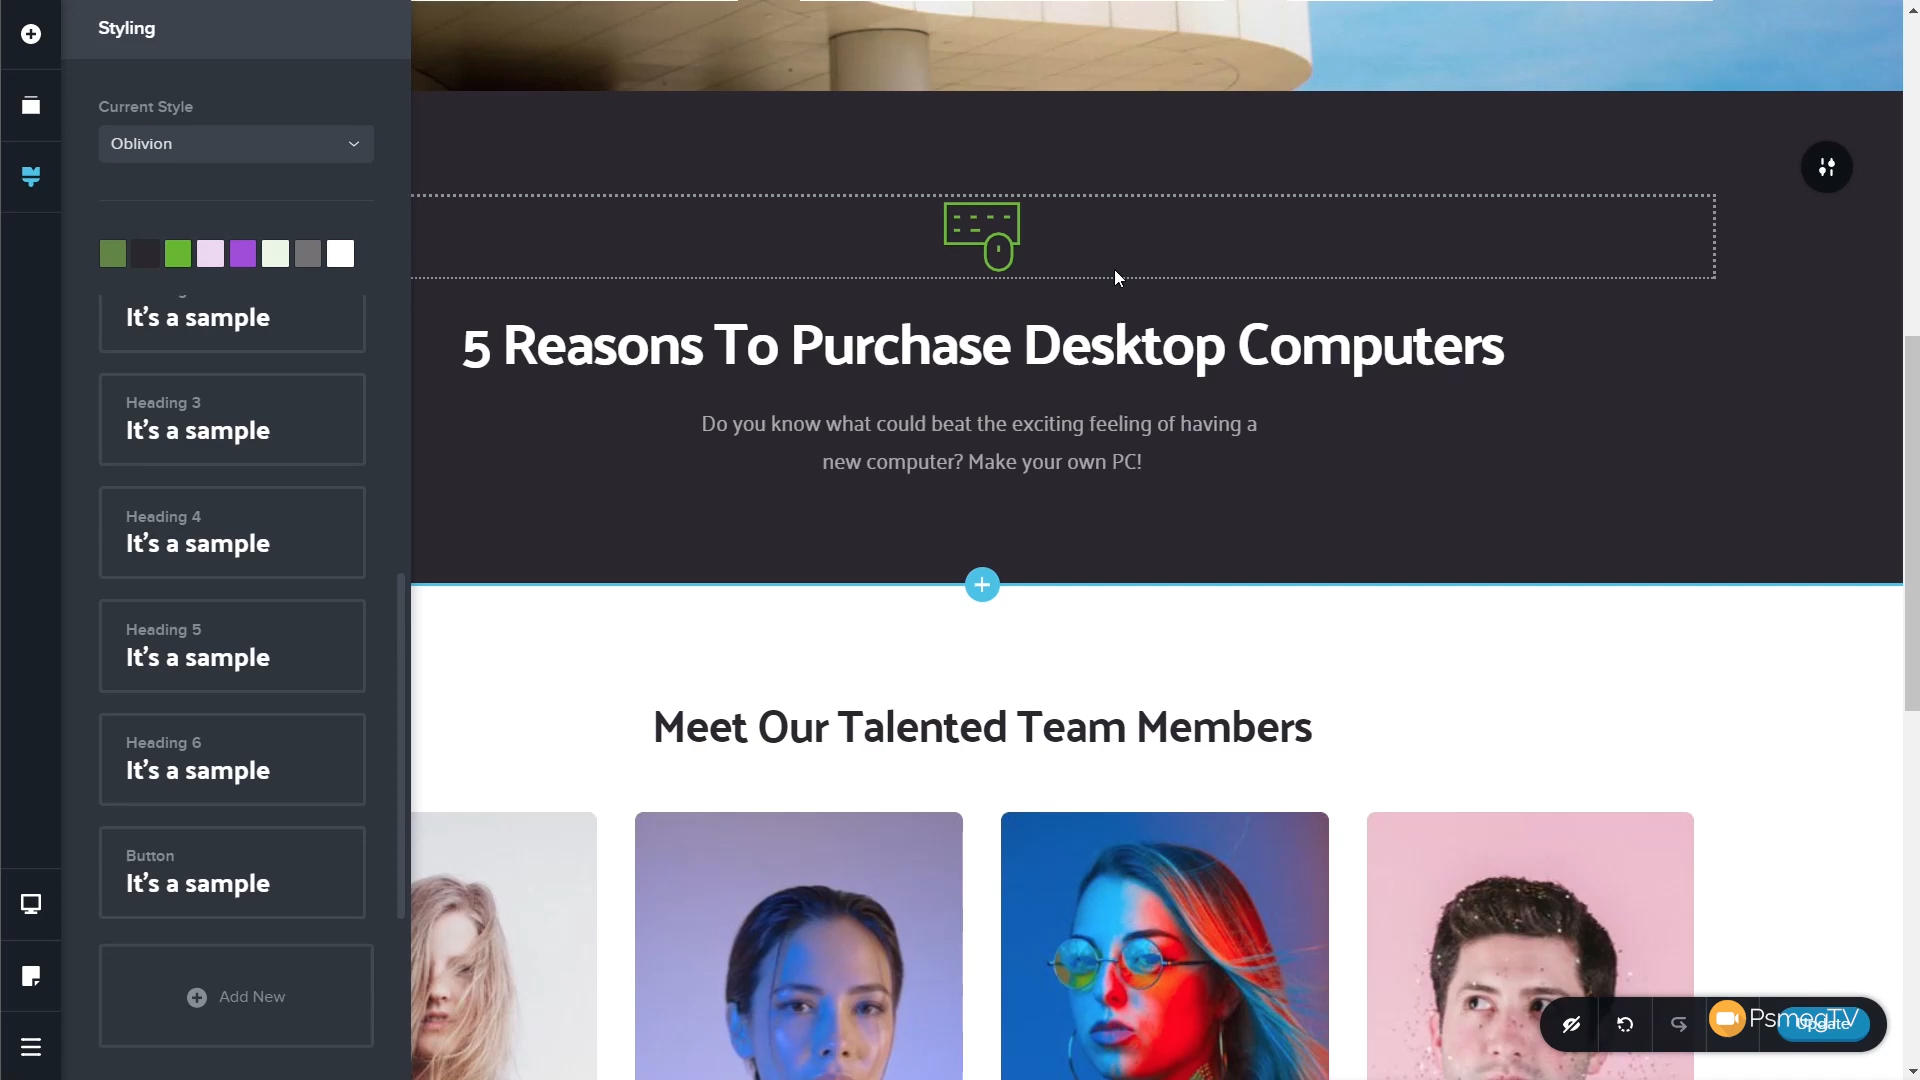 Styling
Current Style
Oblivion
It's a sample
Heading 3
It's a sample
Heading 4
It's a sample
Heading 5
It's a sample
Heading 6
It's a sample
Button
It's a sample
Add New
5 Reasons To Purchase Desktop Computers
Do you know what could beat the exciting feeling of having a
new computer? Make your own PC!
Meet Our Talented Team Members
PsmegTV
Update